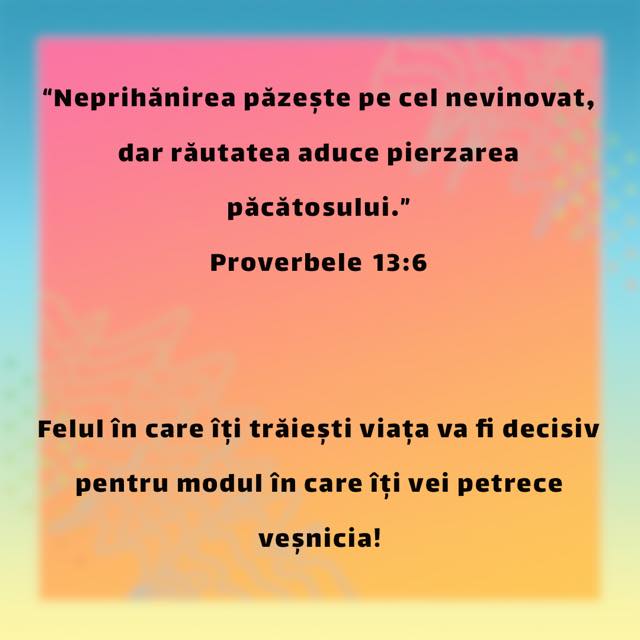 “Neprihănirea păzește pe cel nevinovat,
dar răutatea aduce pierzarea
păcătosului.”
Proverbele 13:6
Felul în care îți trăiești viața va fi decisiv
pentru modul în care îți vei petrece
veșnicia!